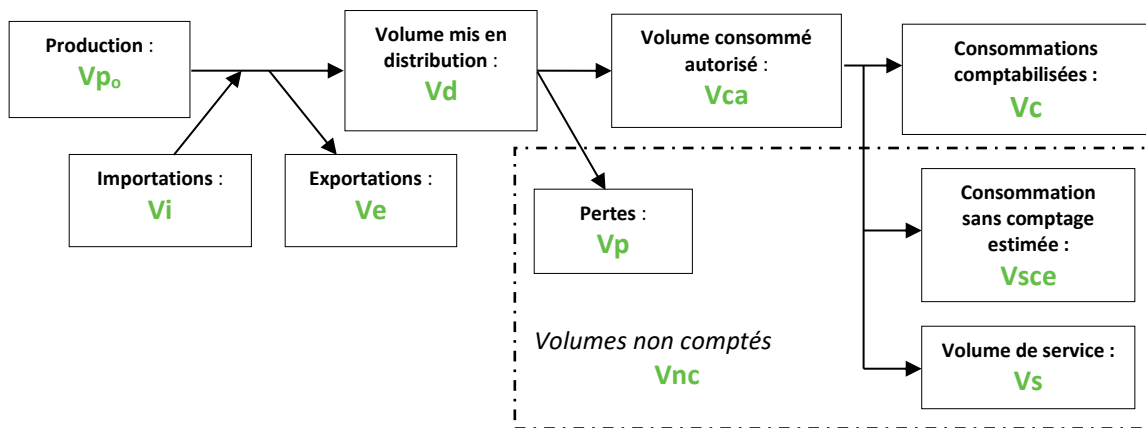 Production :
Vpo
Volume mis en
distribution :
Vd
Volume consommé
autorisé :
Vca
Consommations
comptabilisées :
Vc
Importations :
Vi
Exportations :
Ve
Pertes :
Vp
Consommation
sans comptage
estimée :
Vsce
Volumes non comptés
Vnc
Volume de service :
Vs